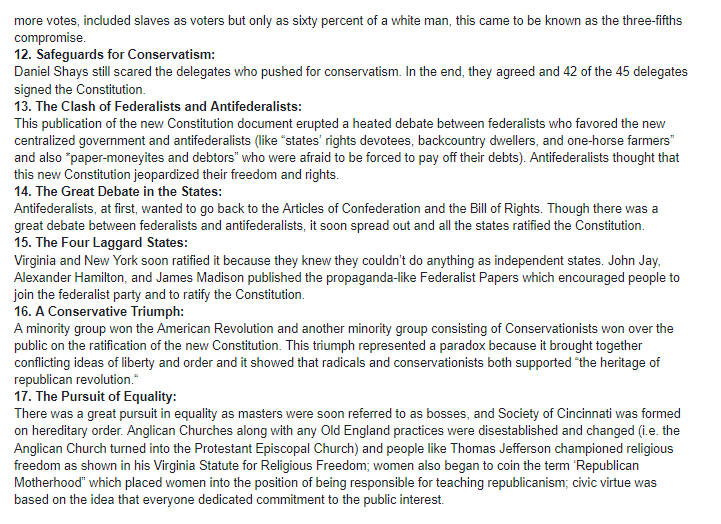 more votes, included slaves as voters but only as sixty percent of a white man, this came to be known as the three-fifths
compromise.
12. Safeguards for Conservatism:
Daniel Shays still scared the delegates who pushed for conservatism. In the end, they agreed and 42 of the 45 delegates
signed the Constitution.
13. The Clash of Federalists and Antifederalists:
This publication of the new Constitution document erupted a heated debate between federalists who favored the new
centralized government and antifederalists (like “states’ rights devotees, backcountry dwellers, and one-horse farmers”
and also “paper-moneyites and debtors” who were afraid to be forced to pay off their debts). Antifederalists thought that
this new Constitution jeopardized their freedom and rights.
14. The Great Debate in the States:
Antifederalists, at first, wanted to go back to the Articles of Confederation and the Bill of Rights. Though there was a
great debate between federalists and antifederalists, it soon spread out and all the states ratified the Constitution.
15. The Four Laggard States:
Virginia and New York soon ratified it because they knew they couldn’t do anything as independent states. John Jay,
Alexander Hamilton, and James Madison published the propaganda-like Federalist Papers which encouraged people to
join the federalist party and to ratify the Constitution.
16. A Conservative Triumph:
A minority group won the American Revolution and another minority group consisting of Conservationists won over the
public on the ratification of the new Constitution. This triumph represented a paradox because it brought together
conflicting ideas of liberty and order and it showed that radicals and conservationists both supported “the heritage of
republican revolution.“
17. The Pursuit of Equality:
There was a great pursuit in equality as masters were soon referred to as bosses, and Society of Cincinnati was formed
on hereditary order. Anglican Churches along with any Old England practices were disestablished and changed (i.e. the
Anglican Church turned into the Protestant Episcopal Church) and people like Thomas Jefferson championed religious
freedom as shown in his Virginia Statute for Religious Freedom; women also began to coin the term ‘Republican
Motherhood” which placed women into the position of being responsible for teaching republicanism; civic virtue was
based on the idea that everyone dedicated commitment to the public interest.